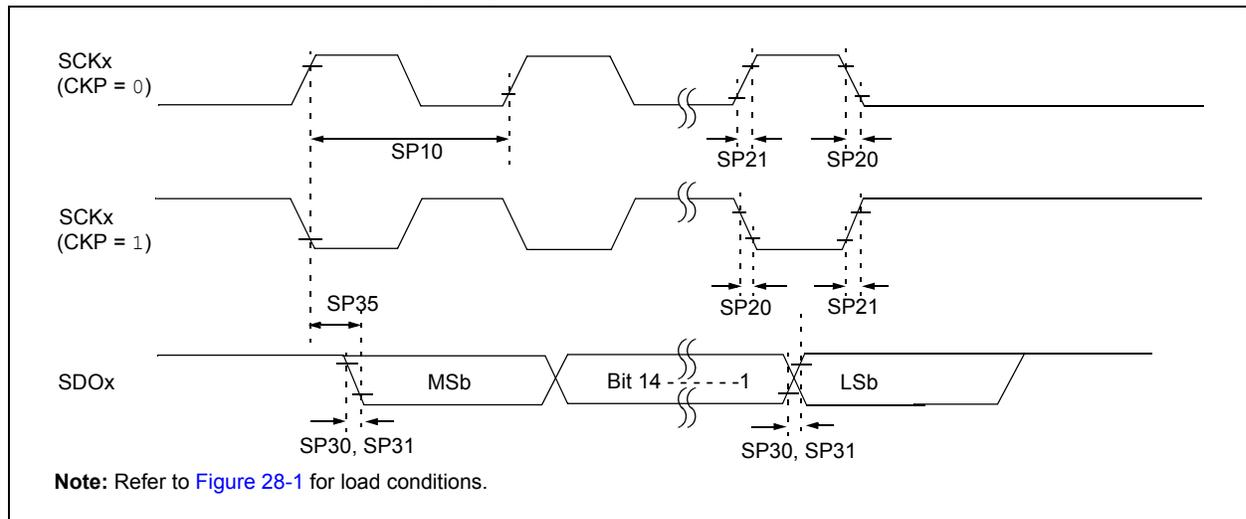 SCKx
(CKP = 0)
SP10
SP21
SP20
SCKx
(CKP = 1)
SP20
SP21
SP35
SDOx
MSb
Bit 14 - - - - - -1
LSb
SP30, SP31
SP30, SP31
Note: Refer to Figure 28-1 for load conditions.